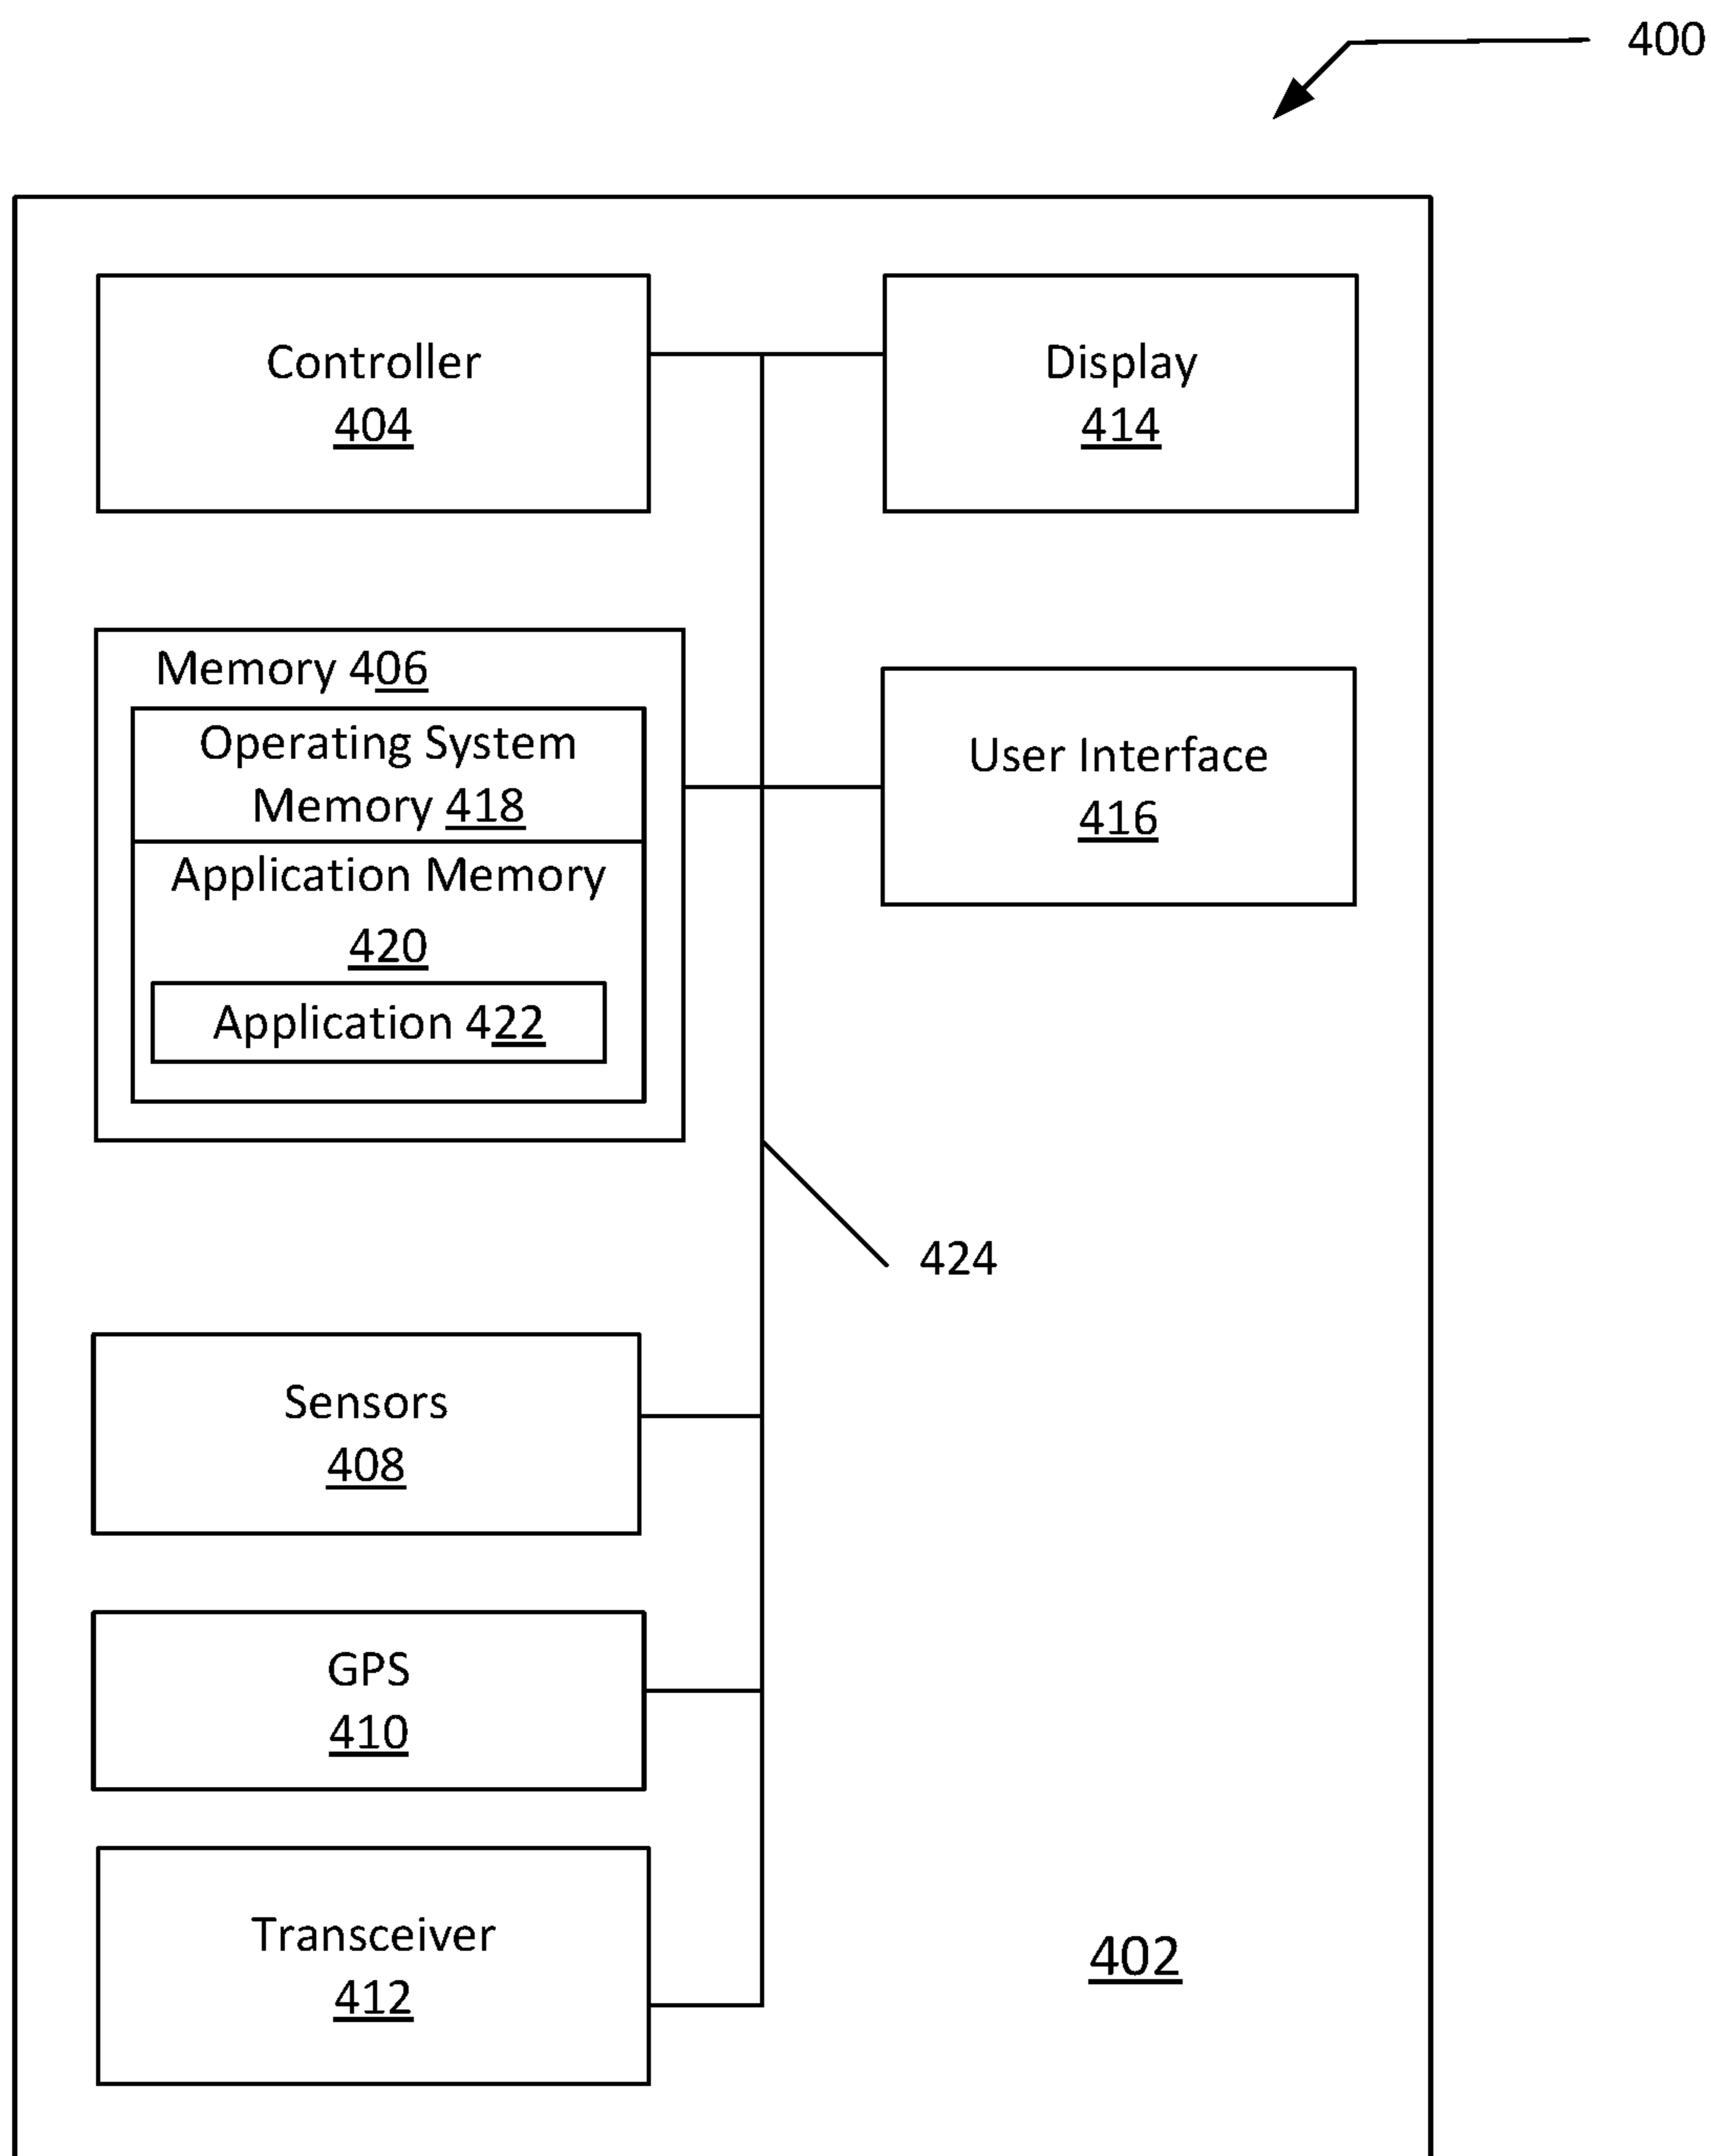 400
Controller
404
Display
414
Memory 406
Operating System
Memory 418
Application Memory
420
Application 422
User Interface
416
424
Sensors
408
GPS
410
Transceiver
412
402